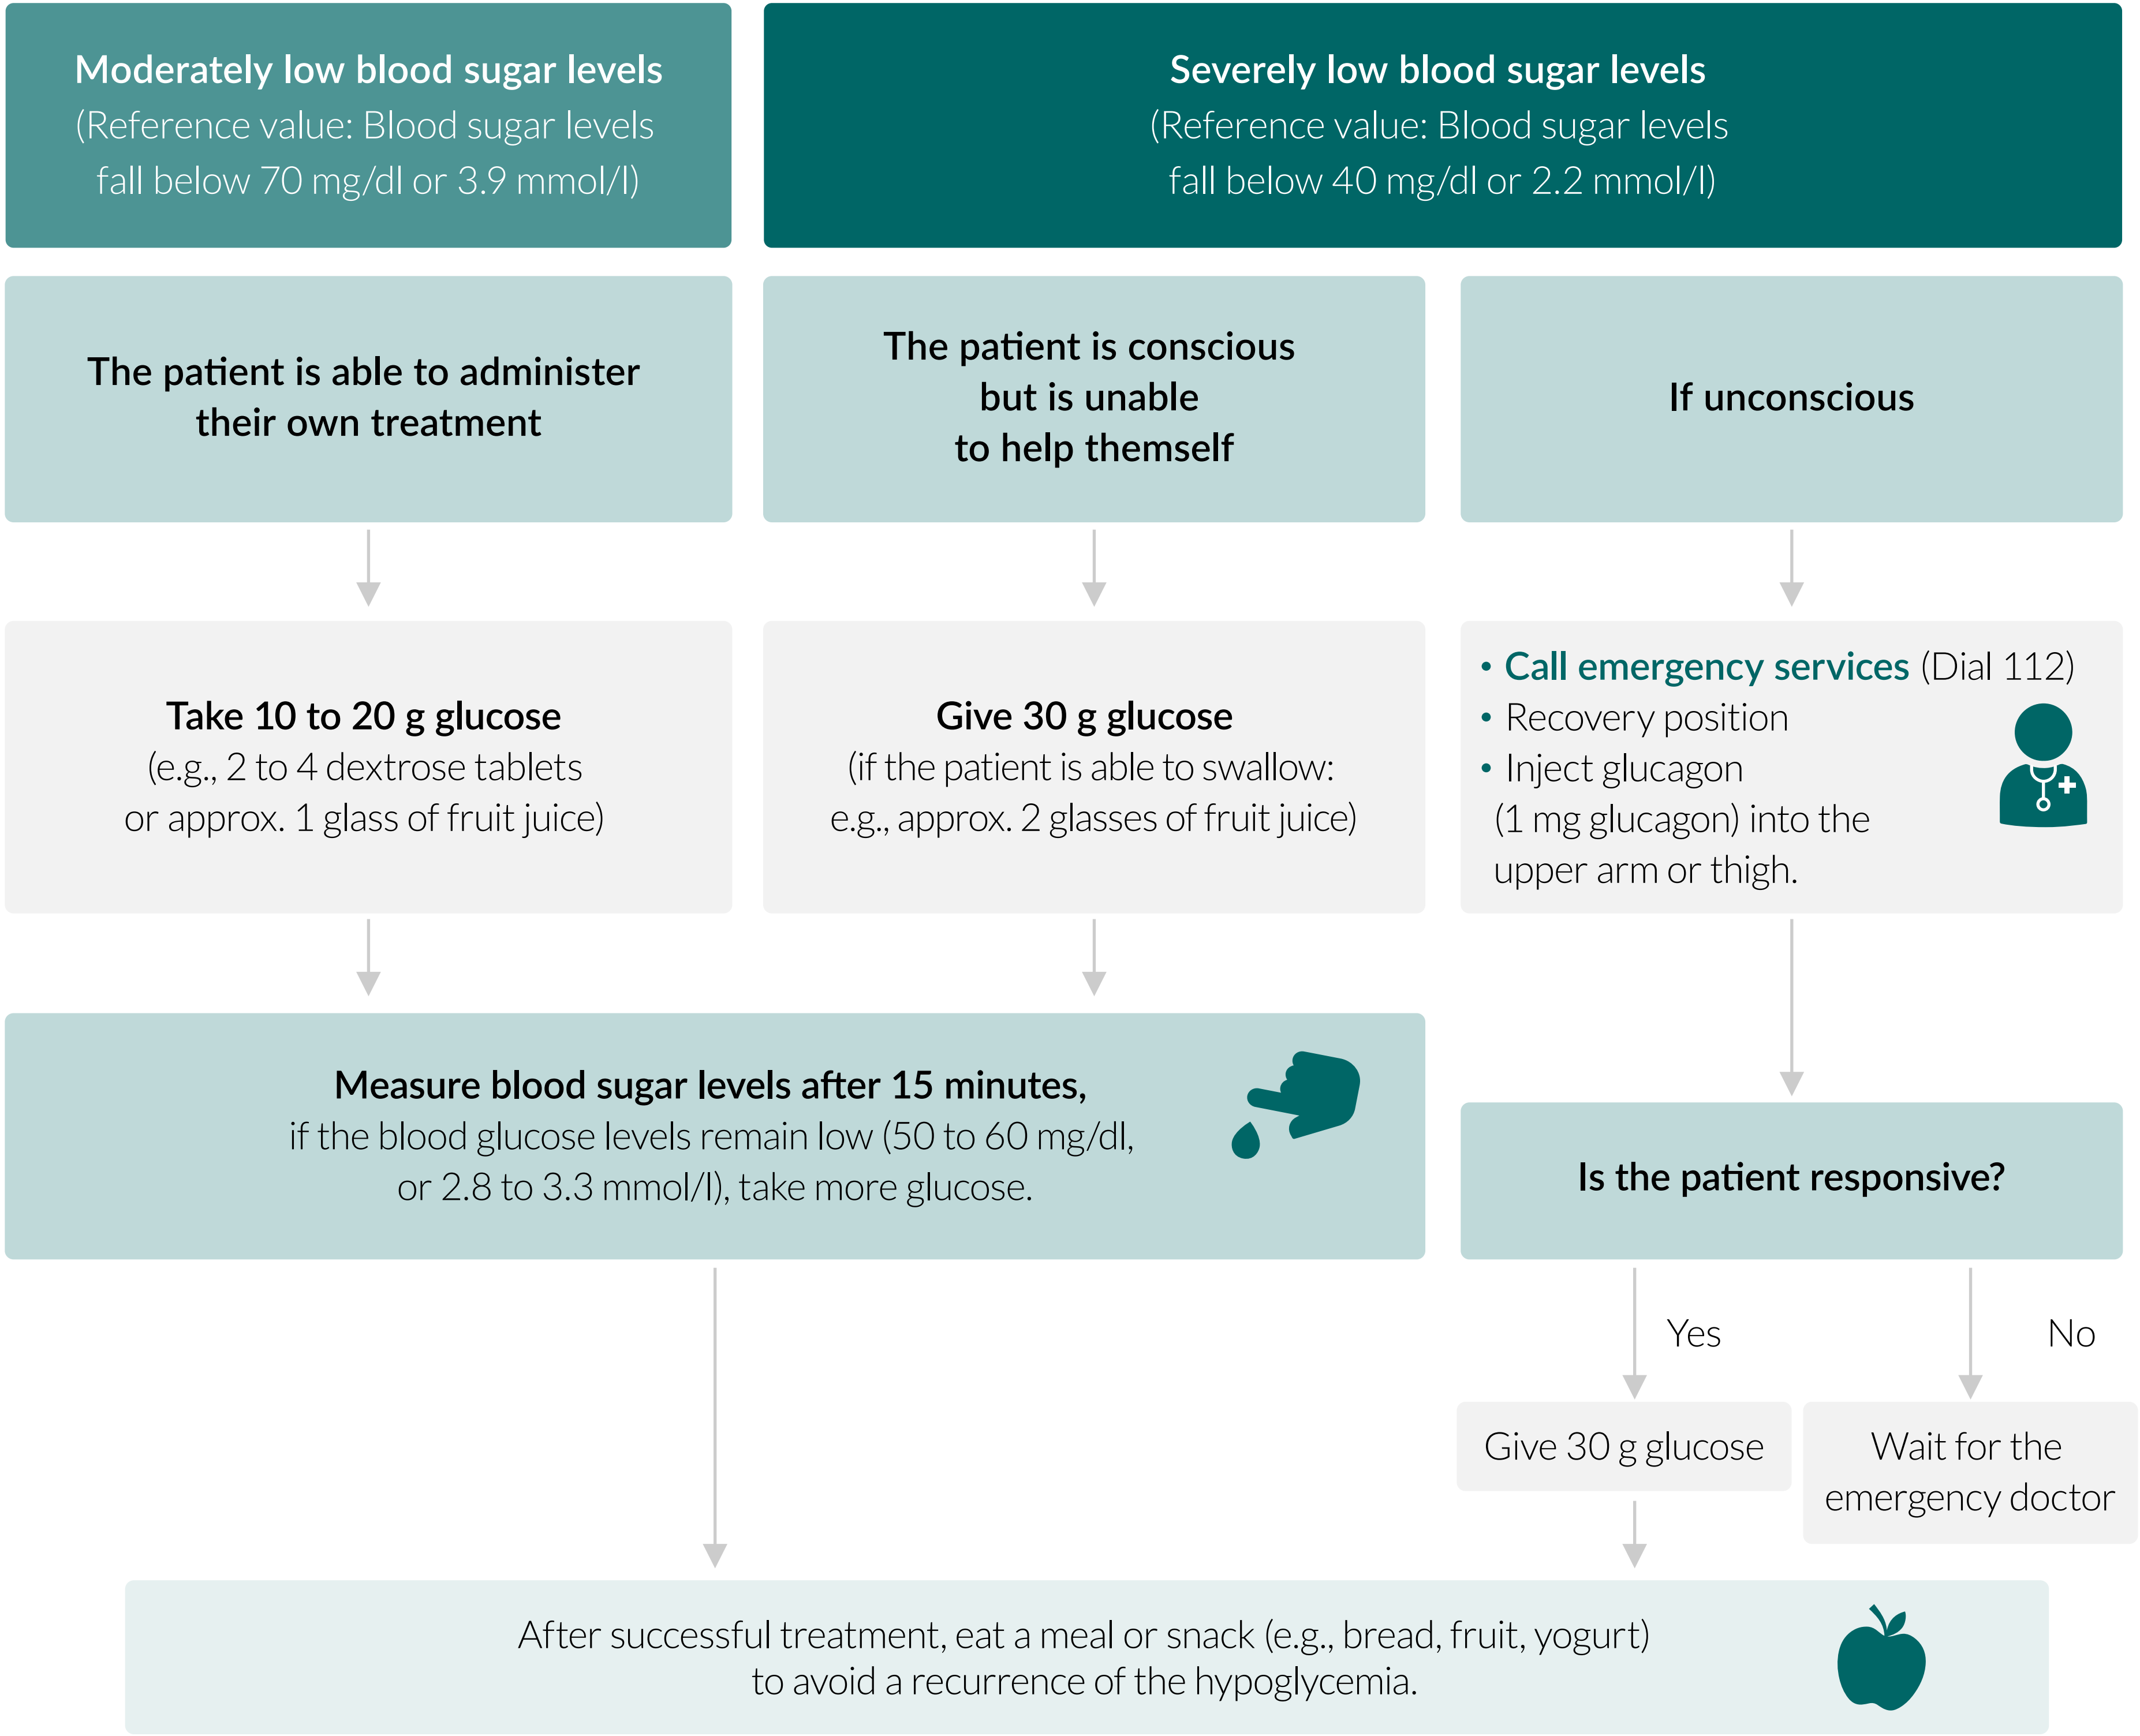 Moderately low blood sugar levels
(Reference value: Blood sugar levels
fall below 70 mg/dl or 3.9 mmol/l)
Severely low blood sugar levels
(Reference value: Blood sugar levels
fall below 40 mg/dl or 2.2 mmol/l)
The patient is able to administer
their own treatment
The patient is conscious
but is unable
to help themself
If unconscious
Take 10 to 20 g glucose
(e.g., 2 to 4 dextrose tablets
or approx. 1 glass of fruit juice)
Give 30 g glucose
(if the patient is able to swallow:
e.g., approx. 2 glasses of fruit juice)
• Call emergency services (Dial 112)
• Recovery position
• Inject glucagon
(1 mg glucagon) into the
upper arm or thigh.
Measure blood sugar levels after 15 minutes,
if the blood glucose levels remain low (50 to 60 mg/dl,
or 2.8 to 3.3 mmol/l), take more glucose.
Is the patient responsive?
Yes
No
Give 30 g glucose
Wait for the
emergency doctor
After successful treatment, eat a meal or snack (e.g., bread, fruit, yogurt)
to avoid a recurrence of the hypoglycemia.